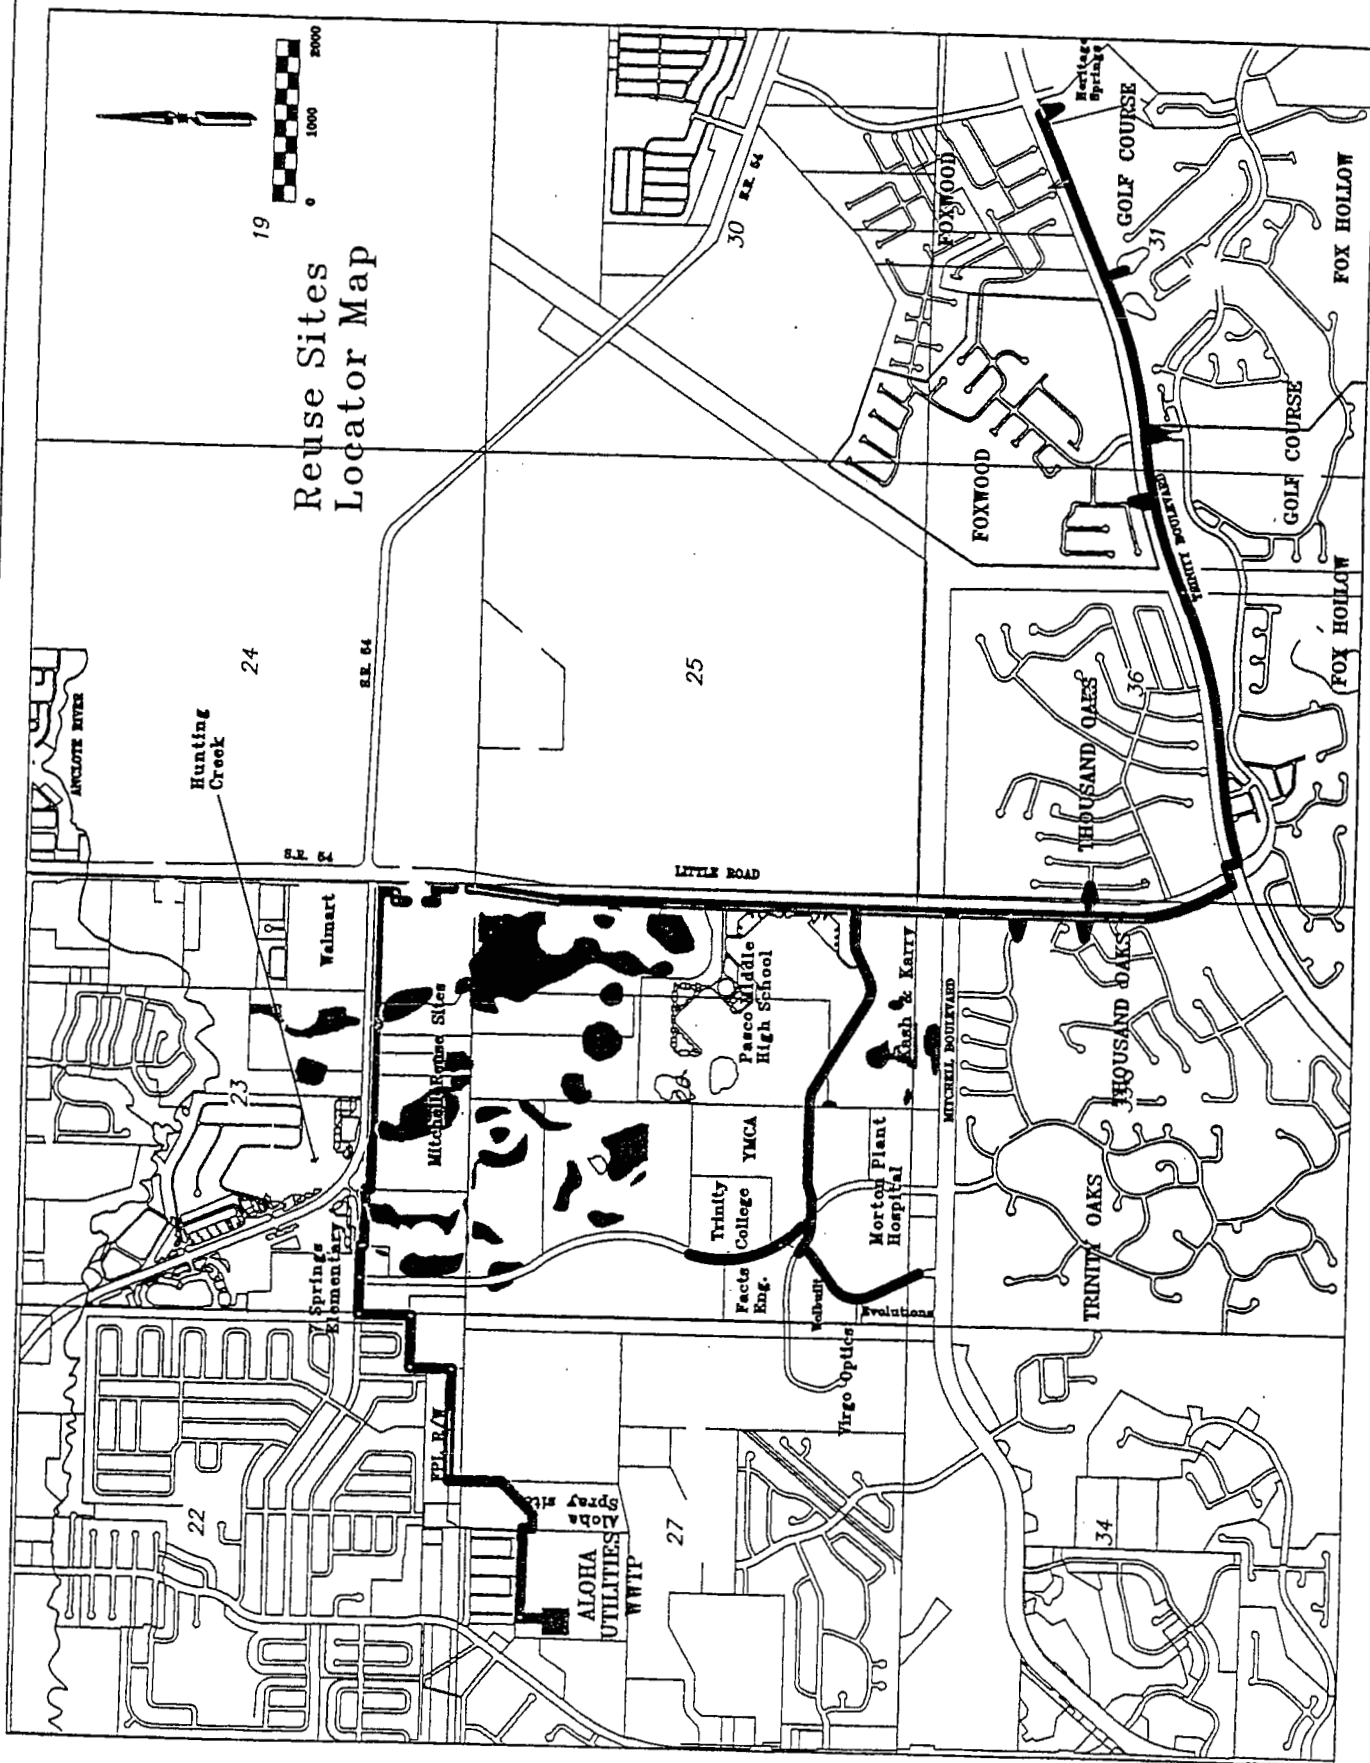 Reuse Sites
Locator Map
0 1000 2000
19
24
ANCLOTE RIVER
Hunting
Creek
S.R. 54
S.R. 54
S.R. 54
30
25
LITTLE ROAD
Walmart
23
Mitchell Reuse Sites
7 Springs
Elementary
22
FPL R/W
Aloha
Spray site
ALOHA
UTILITIES
WWTP
27
Pasco Middle
High School
YMCA
Trinity
College
Facts
Eng.
Welbuilt
Virgo Optics
Evolutions
Morton Plant
Hospital
Kash & Karry
MITCHELL BOULEVARD
34
TRINITY OAKS
THOUSAND OAKS
THOUSAND OAKS
36
FOXWOOD
FOXWOOD
TRINITY BOULEVARD
Heritage
Springs
GOLF COURSE
31
GOLF COURSE
FOX HOLLOW
FOX HOLLOW